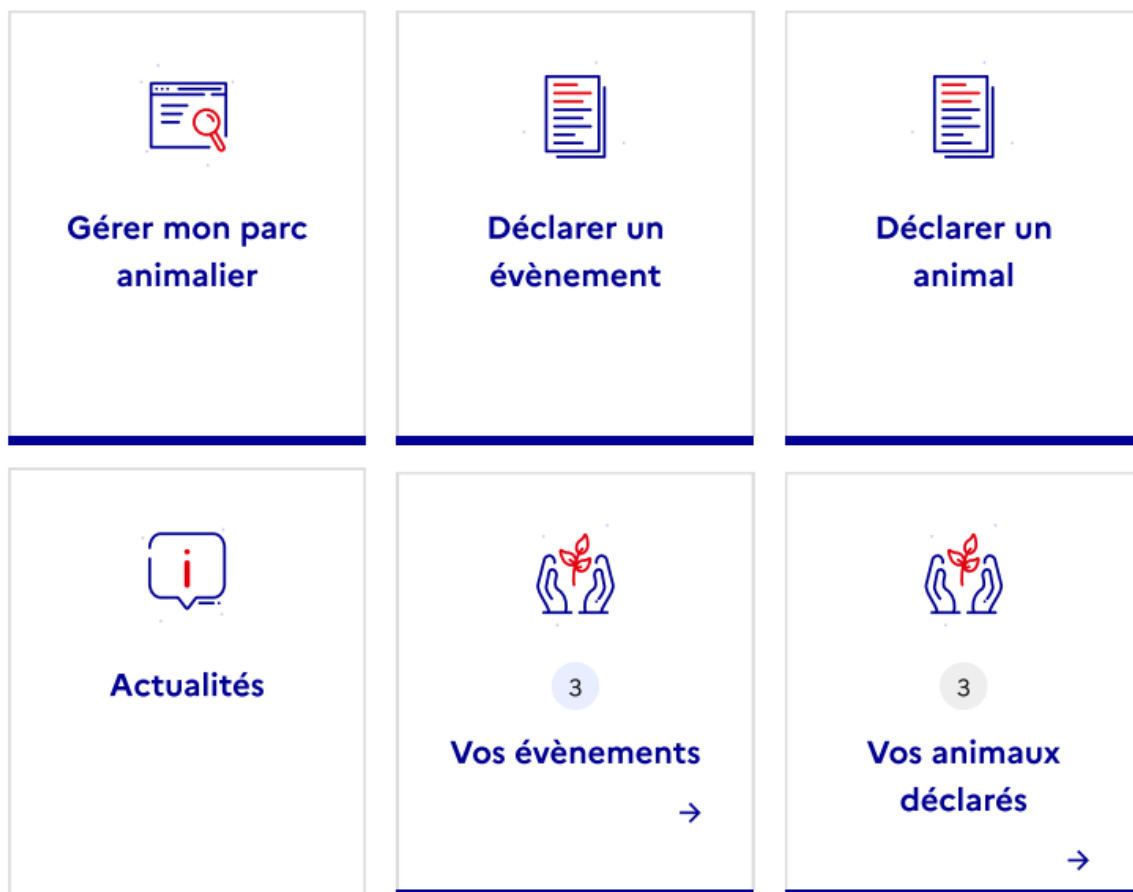 Gérer mon parc
animalier
Déclarer un
évènement
Déclarer un
animal
Actualités
3
Vos évènements
3
Vos animaux
déclarés